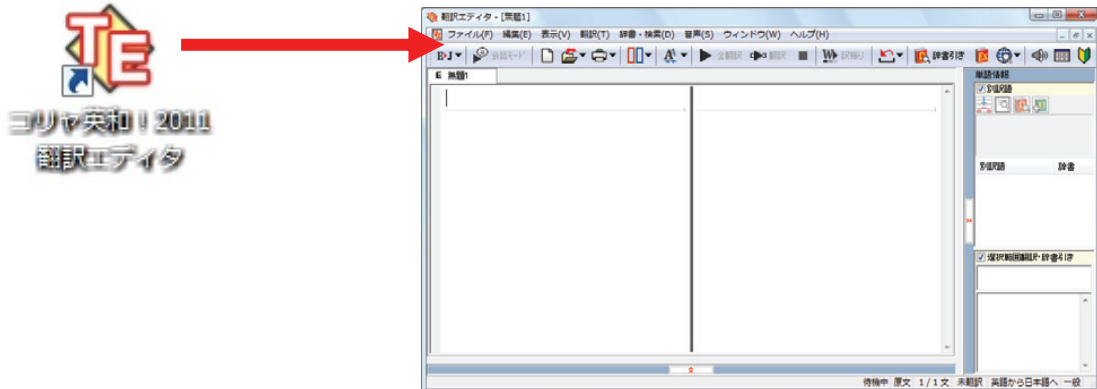 TE
コリャ英和!2011
翻訳エディタ
翻訳エディタ - [無題1]
ファイル(F) 編集(E) 表示(V) 翻訳(T) 辞書・検索(D) 音声(S) ウィンドウ(W) ヘルプ(H)
E▸J 会話モード 全翻訳 翻訳 訳振り 辞書引き
E 無題1
単語情報
別訳語
別訳語 辞書
選択範囲翻訳・辞書引き
待機中 原文 1/1文 未翻訳 英語から日本語へ 一般